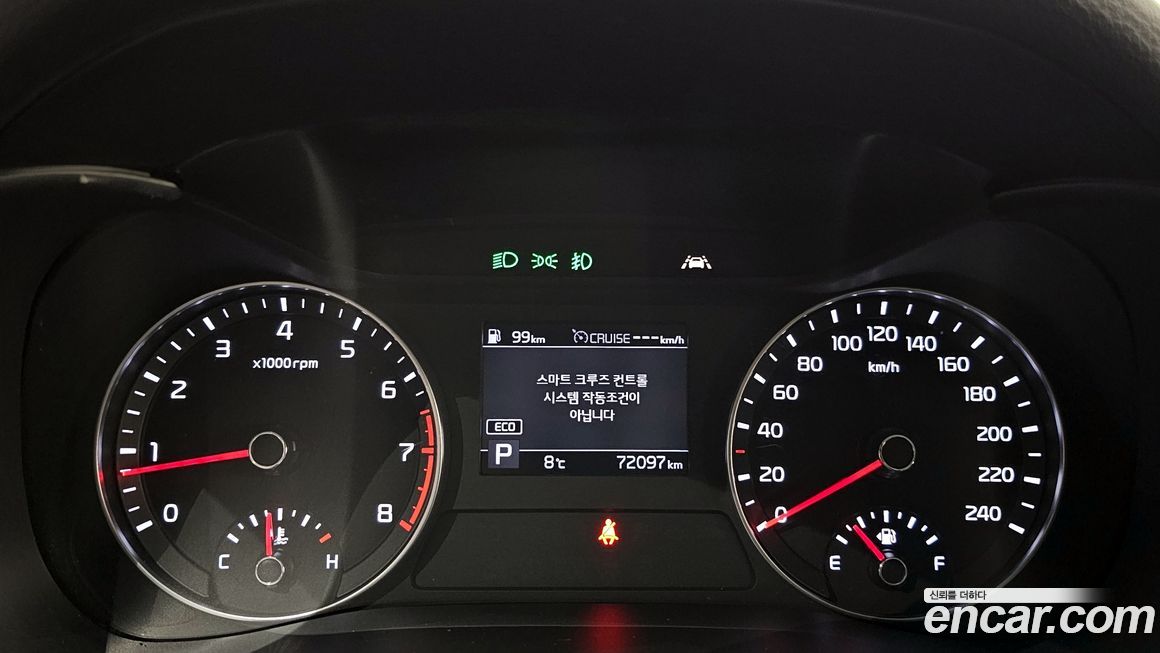 99km CRUISE ---km/h
스마트 크루즈 컨트롤
시스템 작동조건이
아닙니다
ECO
P
8℃ 72097km
0 1 2 3 4 5 6 7 8
x1000rpm
C H
0 20 40 60 80 100 120 140 160 180 200 220 240
km/h
E F
신뢰를 더하다
encar.com